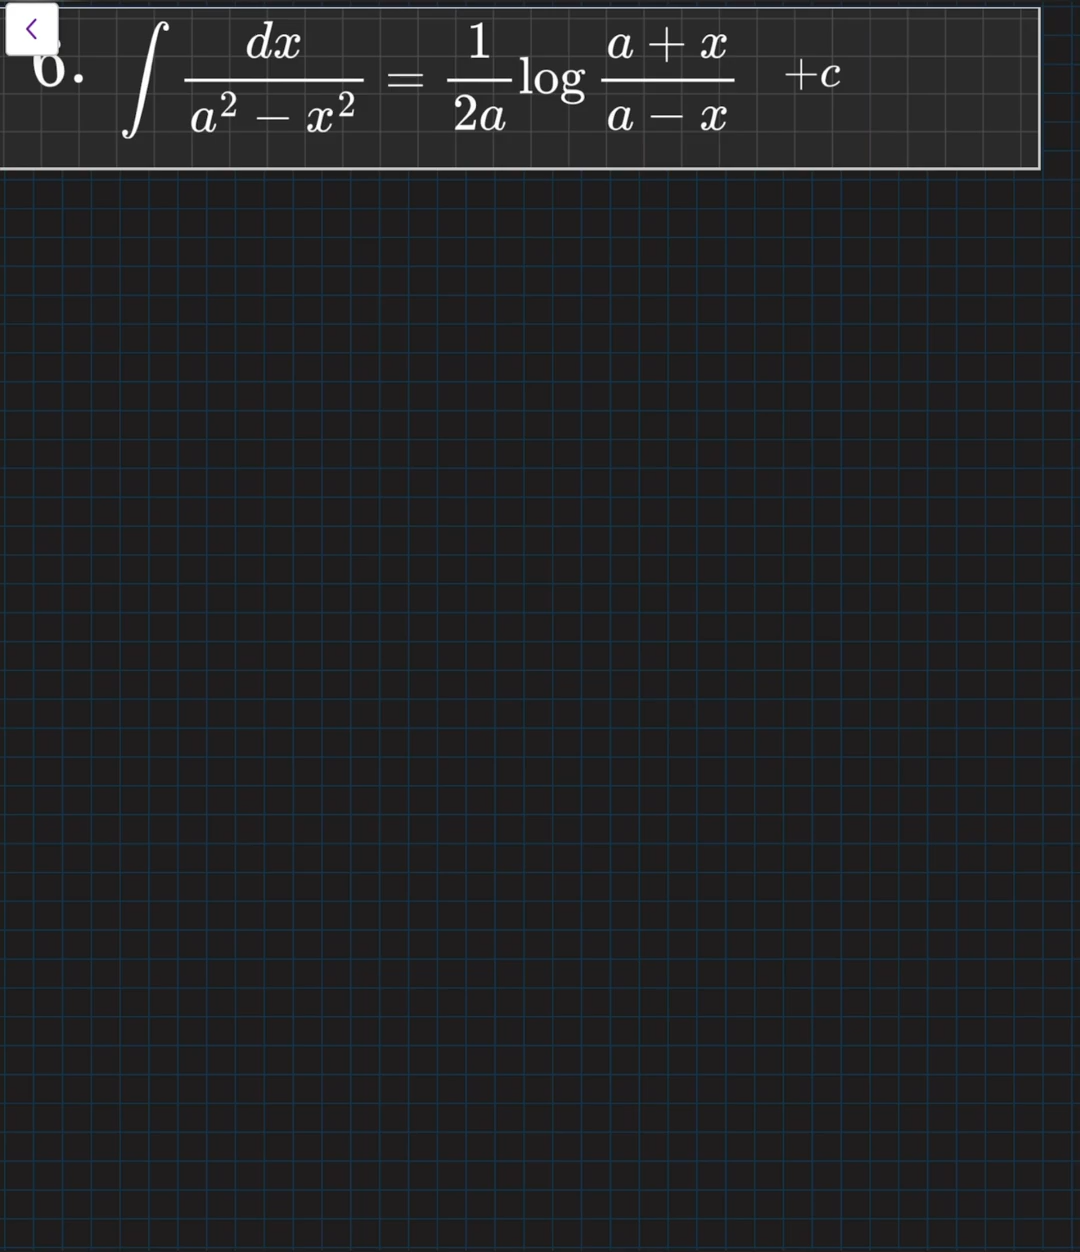 6. ∫ dx / (a² − x²) = 1/(2a) log (a + x)/(a − x) +c